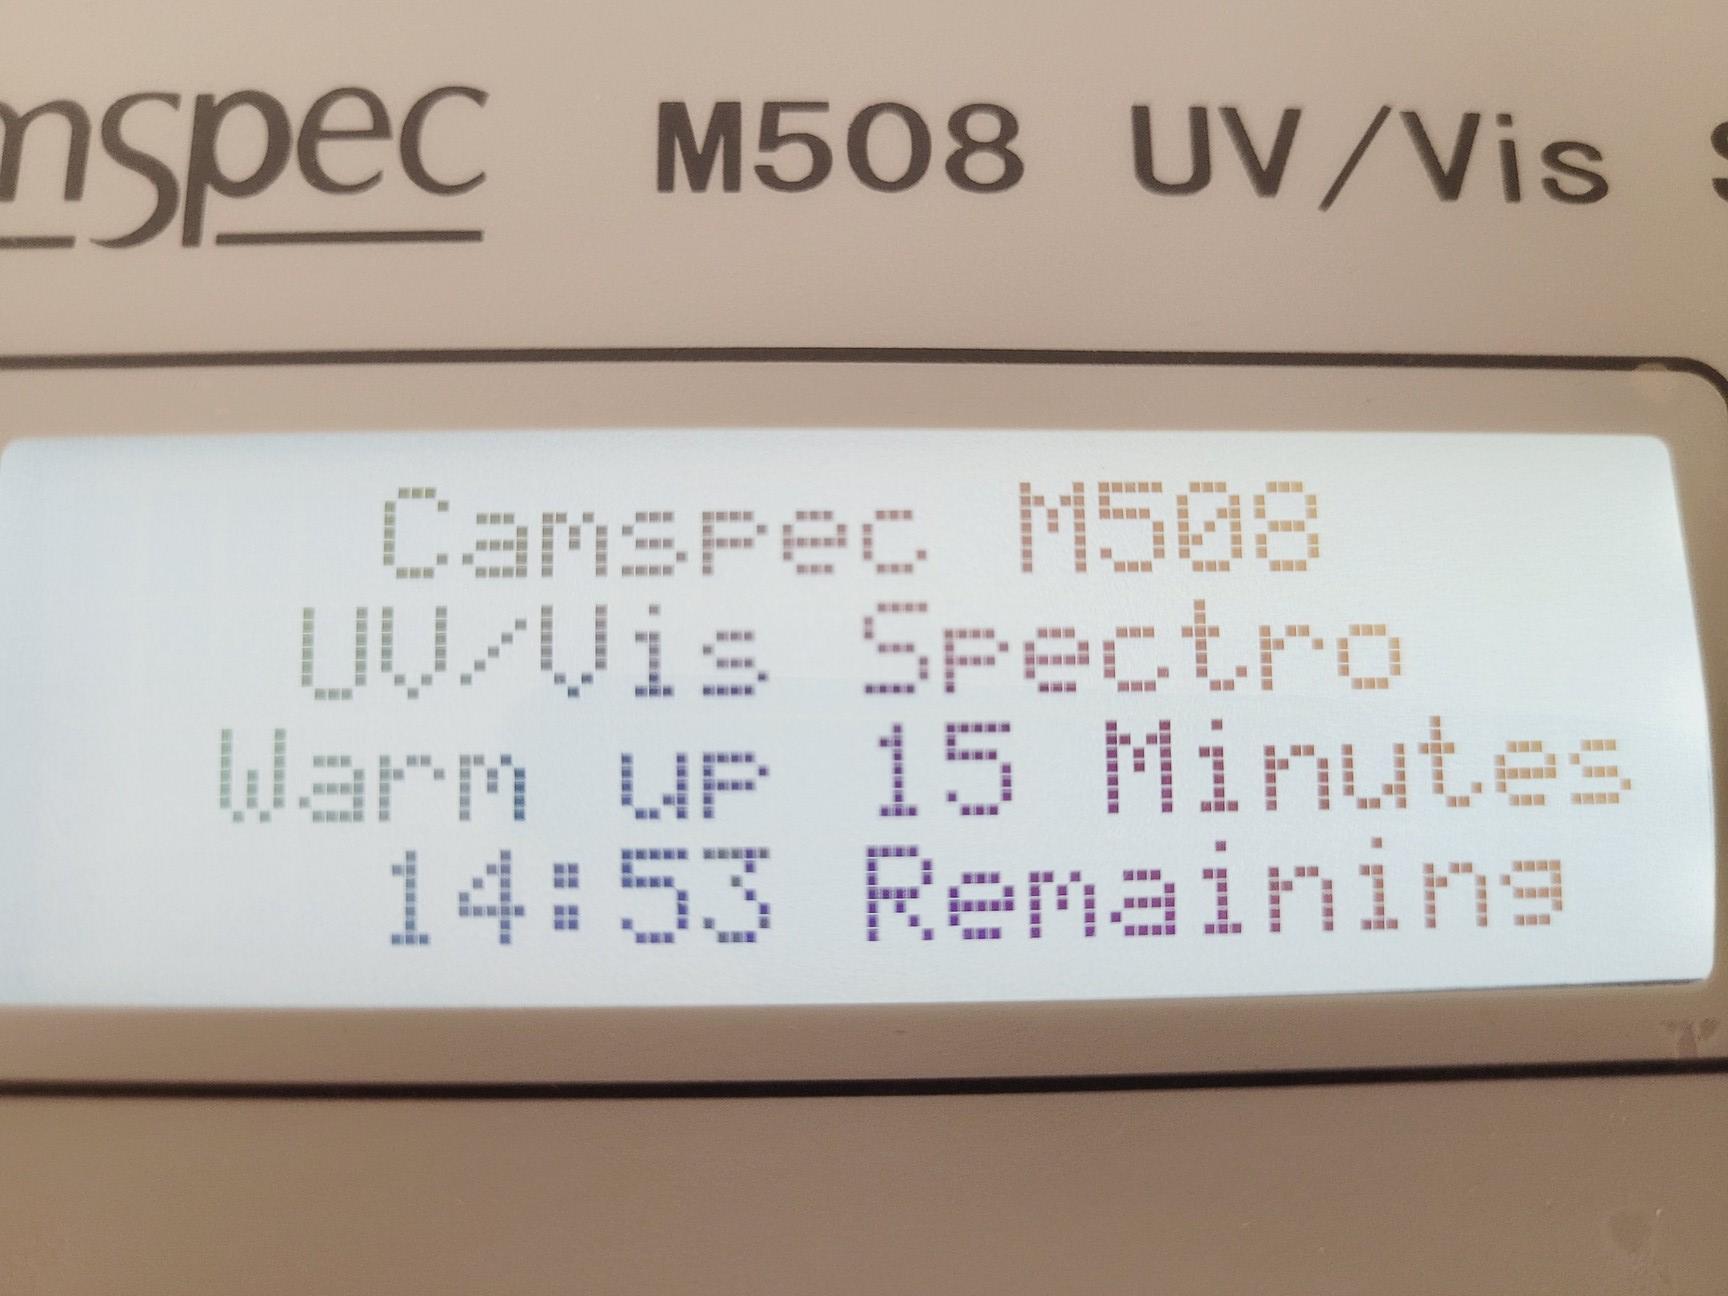 mspec M508 UV/Vis
Camspec M508
UV/Vis Spectro
Warm up 15 Minutes
14:53 Remaining